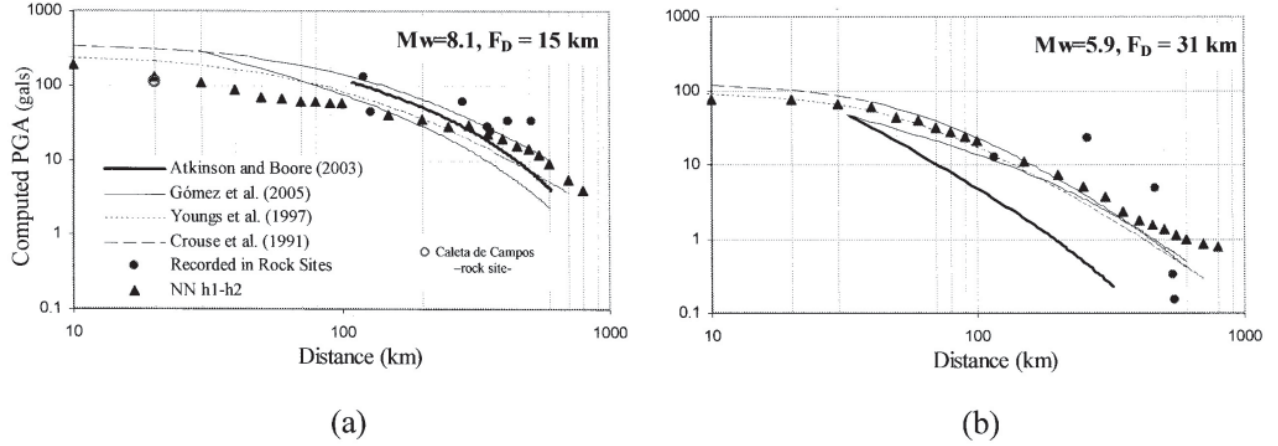 1000
100
10
1
0.1
Computed PGA (gals)
Mw=8.1, F_D = 15 km
Atkinson and Boore (2003)
Gómez et al. (2005)
Youngs et al. (1997)
Crouse et al. (1991)
Recorded in Rock Sites
NN h1-h2
Caleta de Campos
–rock site-
10 100 1000
Distance (km)
(a)
1000
100
10
1
0.1
Mw=5.9, F_D = 31 km
10 100 1000
Distance (km)
(b)